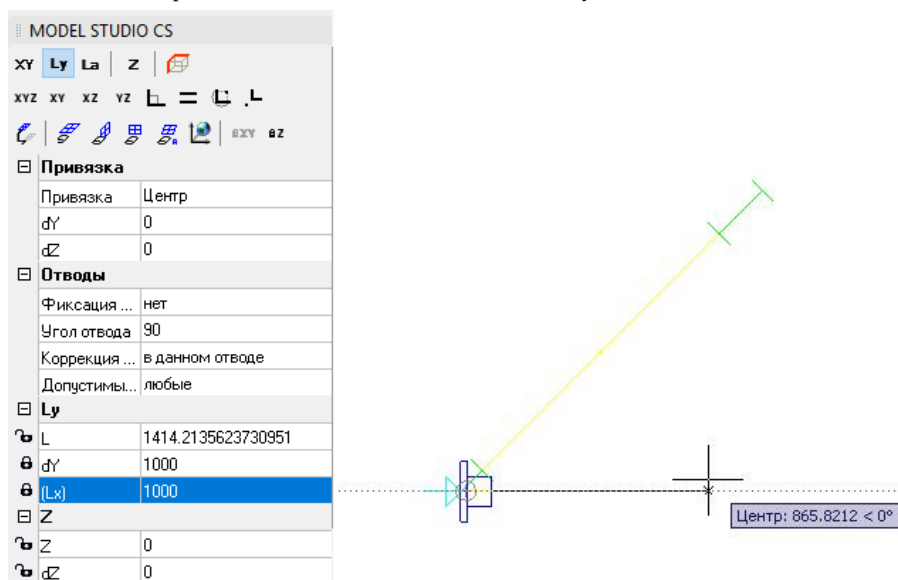 MODEL STUDIO CS
XY Ly La Z
XYZ XY XZ YZ
AXY AZ
Привязка
Привязка Центр
dY 0
dZ 0
Отводы
Фиксация ... нет
Угол отвода 90
Коррекция ... в данном отводе
Допустимы... любые
Ly
L 1414.2135623730951
dY 1000
(Lx) 1000
Z
Z 0
dZ 0
Центр: 865.8212 < 0°